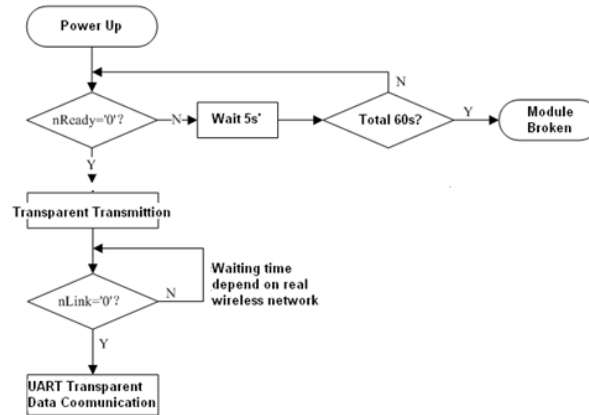 Power Up
N
nReady='0'?
N
Wait 5s*
Total 60s?
Y
Module
Broken
Y
Transparent Transmittion
nLink='0'?
N
Waiting time
depend on real
wireless network
Y
UART Transparent
Data Coomunication